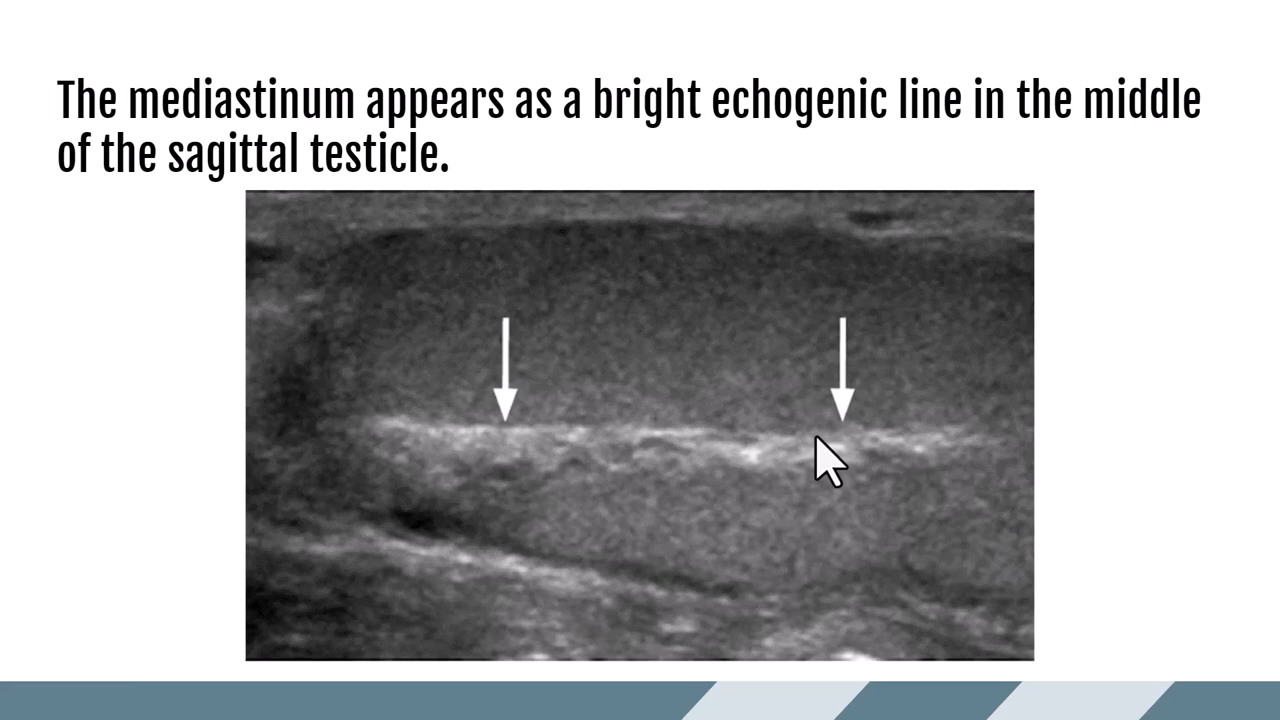 The mediastinum appears as a bright echogenic line in the middle
of the sagittal testicle.